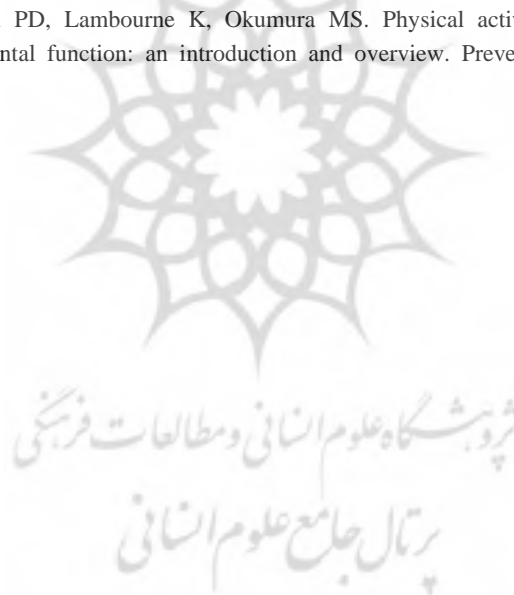 PD, Lambourne K, Okumura MS. Physical activ
ntal function: an introduction and overview. Preve
پژوهشگاه علوم انسانی و مطالعات فرهنگی
پرتال جامع علوم انسانی